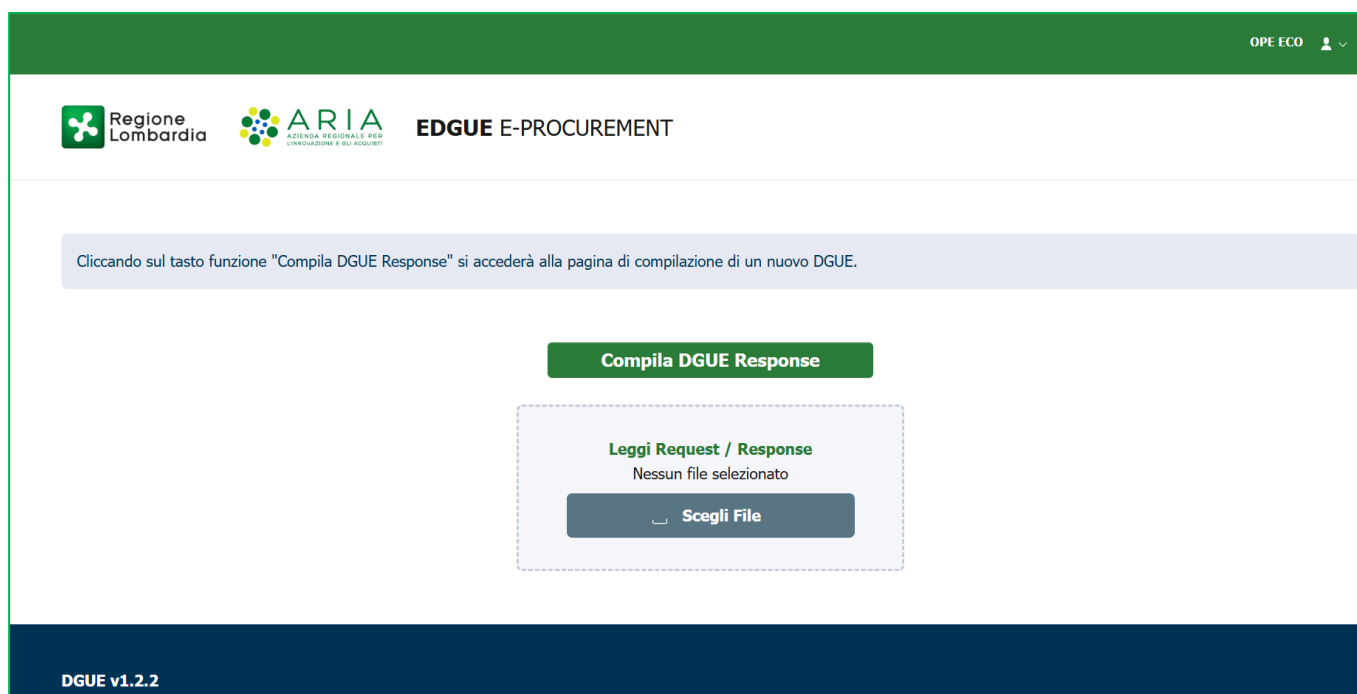 OPE ECO
Regione
Lombardia
ARIA
AZIENDA REGIONALE PER
L'INNOVAZIONE E GLI ACQUISTI
EDGUE E-PROCUREMENT
Cliccando sul tasto funzione "Compila DGUE Response" si accederà alla pagina di compilazione di un nuovo DGUE.
Compila DGUE Response
Leggi Request / Response
Nessun file selezionato
Scegli File
DGUE v1.2.2